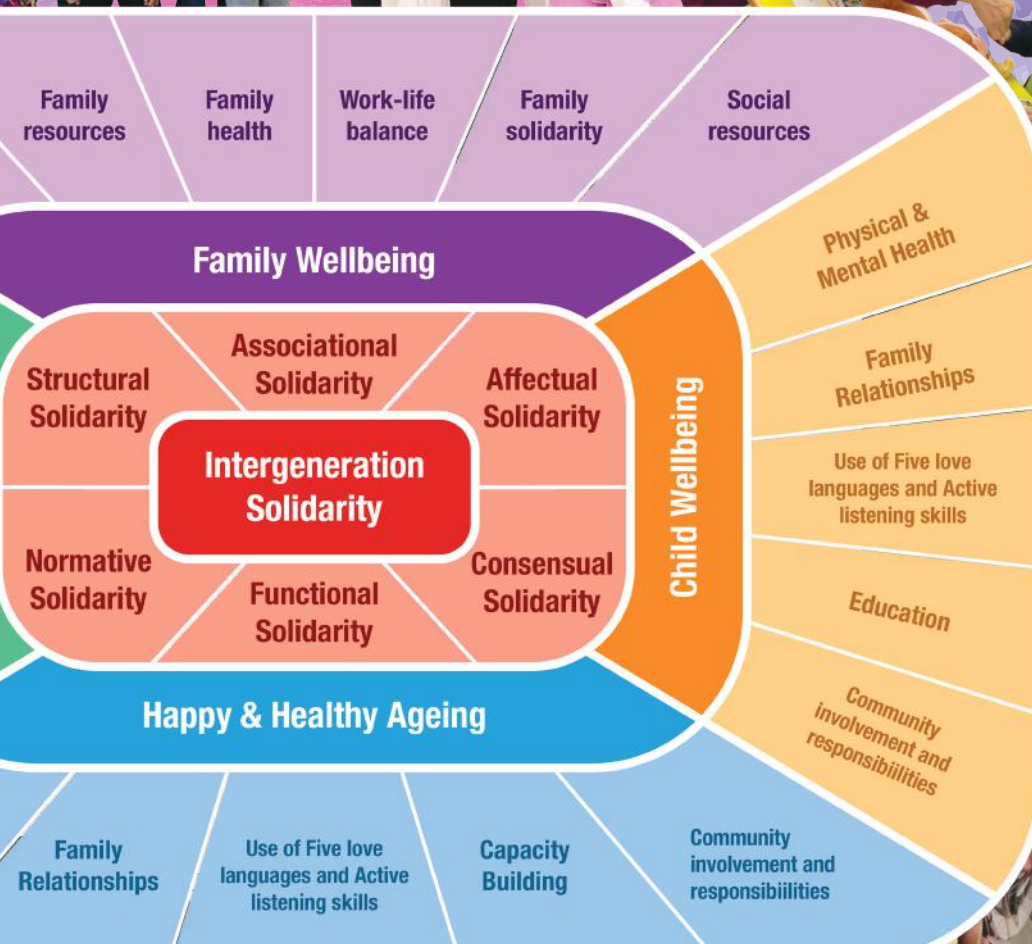 Family
resources
Family
health
Work-life
balance
Family
solidarity
Social
resources
Family Wellbeing
Physical &
Mental Health
Family
Relationships
Use of Five love
languages and Active
listening skills
Education
Community
involvement and
responsibiilities
Child Wellbeing
Structural
Solidarity
Associational
Solidarity
Affectual
Solidarity
Intergeneration
Solidarity
Normative
Solidarity
Functional
Solidarity
Consensual
Solidarity
Happy & Healthy Ageing
Family
Relationships
Use of Five love
languages and Active
listening skills
Capacity
Building
Community
involvement and
responsibiilities